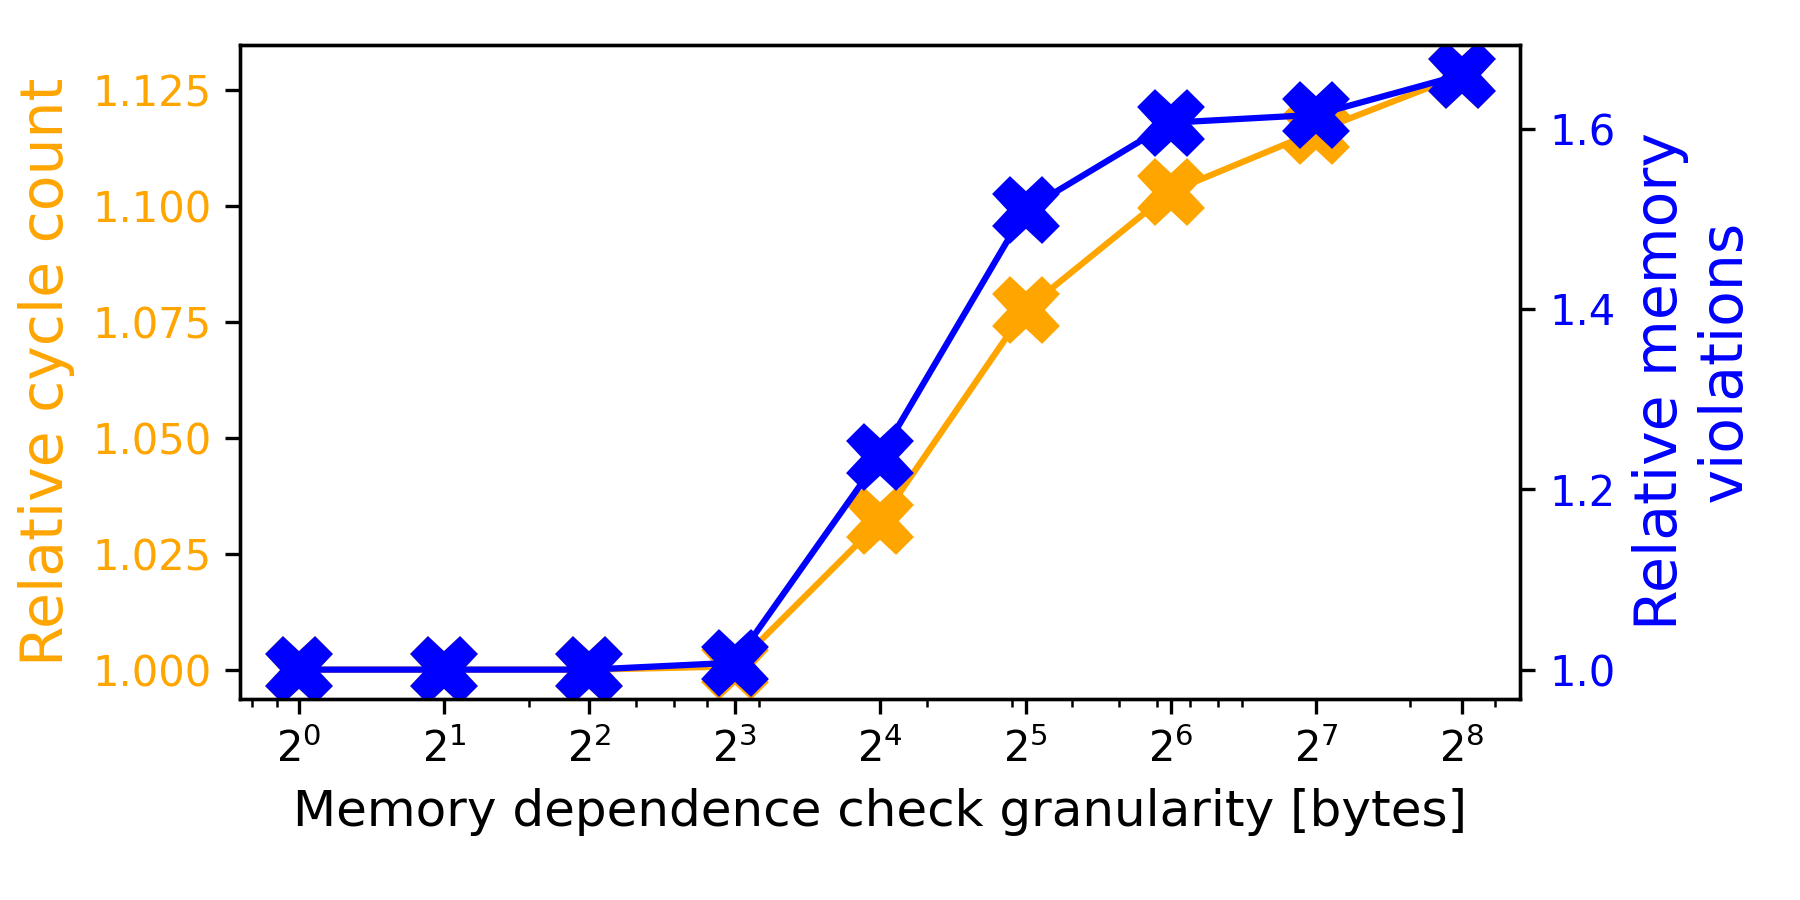 Relative cycle count
1.125
1.100
1.075
1.050
1.025
1.000
1.6
1.4
1.2
1.0
Relative memory
violations
2⁰ 2¹ 2² 2³ 2⁴ 2⁵ 2⁶ 2⁷ 2⁸
Memory dependence check granularity [bytes]